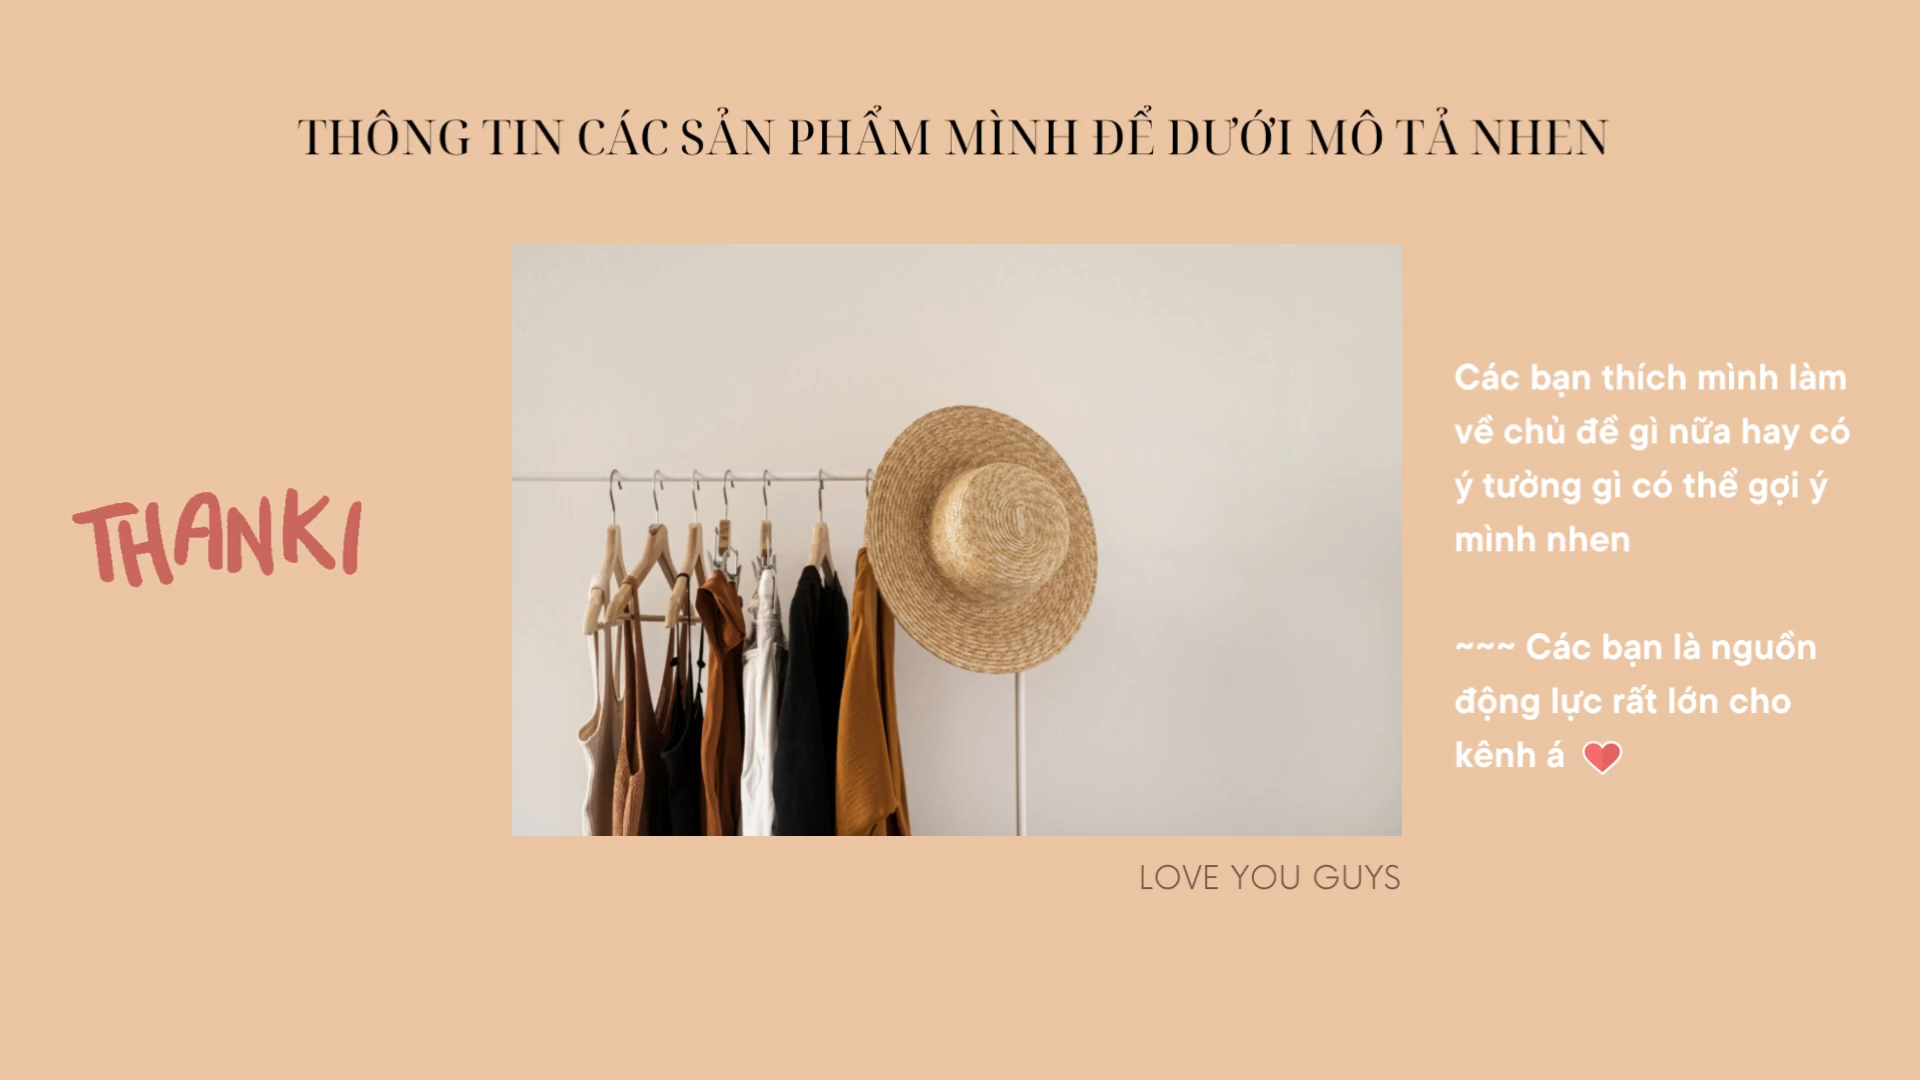 THÔNG TIN CÁC SẢN PHẨM MÌNH ĐỂ DƯỚI MÔ TẢ NHEN
THANKI
Các bạn thích mình làm
về chủ đề gì nữa hay có
ý tưởng gì có thể gợi ý
mình nhen
~~~ Các bạn là nguồn
động lực rất lớn cho
kênh á ❤️
LOVE YOU GUYS